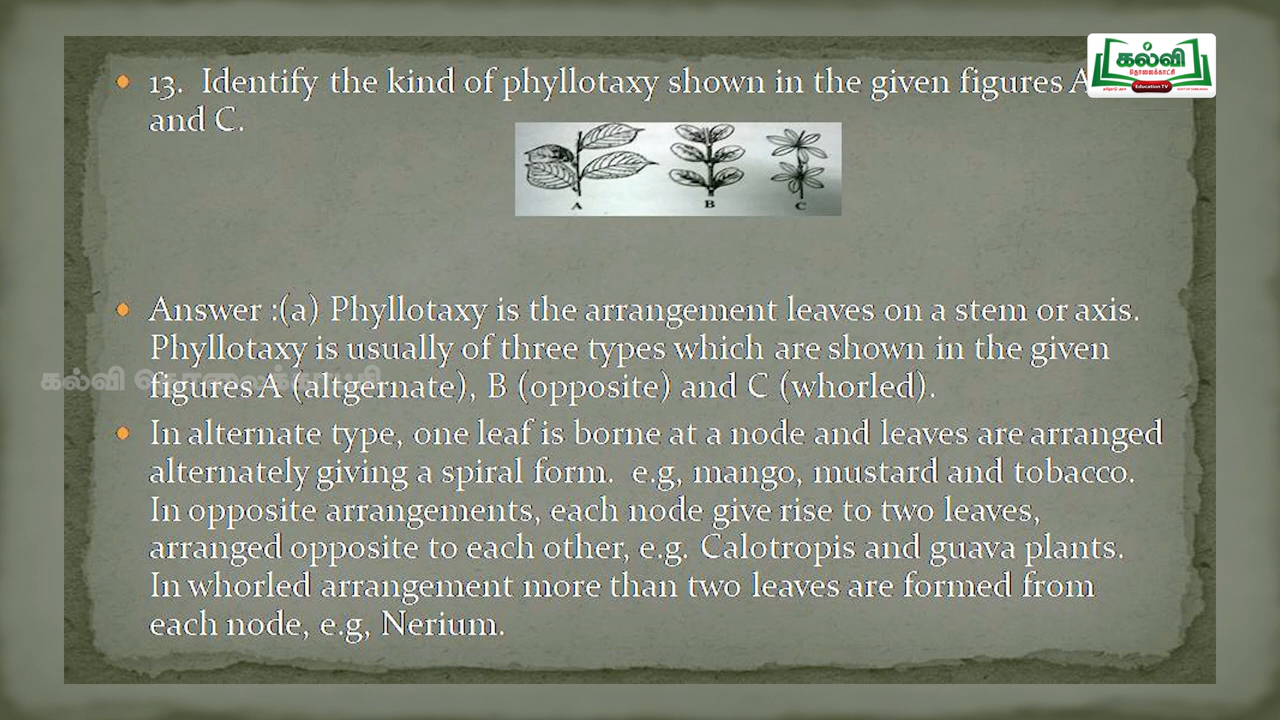 கல்வி
தொலைக்காட்சி
Education TV
13. Identify the kind of phyllotaxy shown in the given figures A
and C.
A B C
Answer :(a) Phyllotaxy is the arrangement leaves on a stem or axis.
Phyllotaxy is usually of three types which are shown in the given
கல்வி தொலைக்காட்சி
figures A (altgernate), B (opposite) and C (whorled).
In alternate type, one leaf is borne at a node and leaves are arranged
alternately giving a spiral form. e.g, mango, mustard and tobacco.
In opposite arrangements, each node give rise to two leaves,
arranged opposite to each other, e.g. Calotropis and guava plants.
In whorled arrangement more than two leaves are formed from
each node, e.g, Nerium.